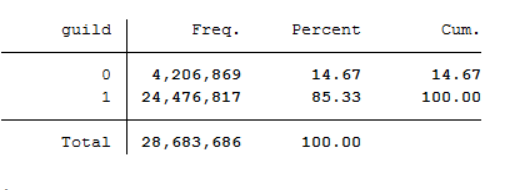 guild Freq. Percent Cum.
0 4,206,869 14.67 14.67
1 24,476,817 85.33 100.00
Total 28,683,686 100.00